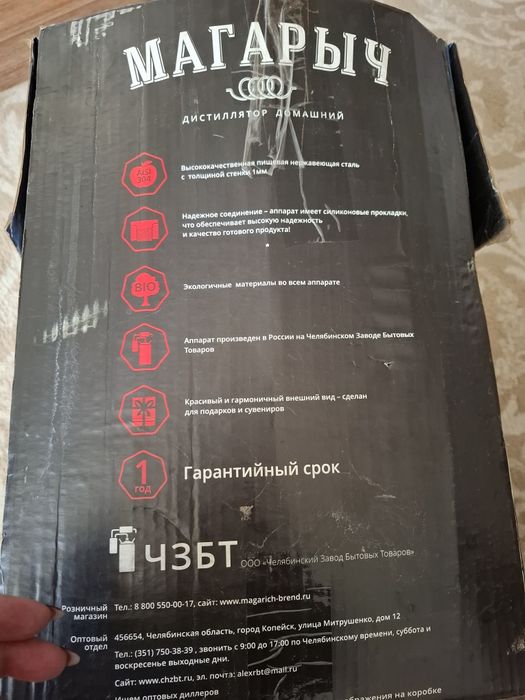 МАГАРЫЧ
ДИСТИЛЛЯТОР ДОМАШНИЙ
AISI
304
Высококачественная пищевая нержавеющая сталь
с толщиной стенки 1мм.
Надежное соединение – аппарат имеет силиконовые прокладки,
что обеспечивает высокую надежность
и качество готового продукта!
BIO
Экологичные материалы во всем аппарате
Аппарат произведен в России на Челябинском Заводе Бытовых
Товаров
Красивый и гармоничный внешний вид – сделан
для подарков и сувениров
1
год
Гарантийный срок
ЧЗБТ ООО «Челябинский Завод Бытовых Товаров»
Розничный магазин
Тел.: 8 800 550-00-17, сайт: www.magarich-brend.ru
Оптовый отдел
456654, Челябинская область, город Копейск, улица Митрушенко, дом 12
Тел.: (351) 750-38-39 , звонить с 9:00 до 17:00 по Челябинскому времени, суббота и
воскресенье выходные дни.
Сайт: www.chzbt.ru, эл. почта: alexrbt@mail.ru
Ищем оптовых диллеров
на коробке